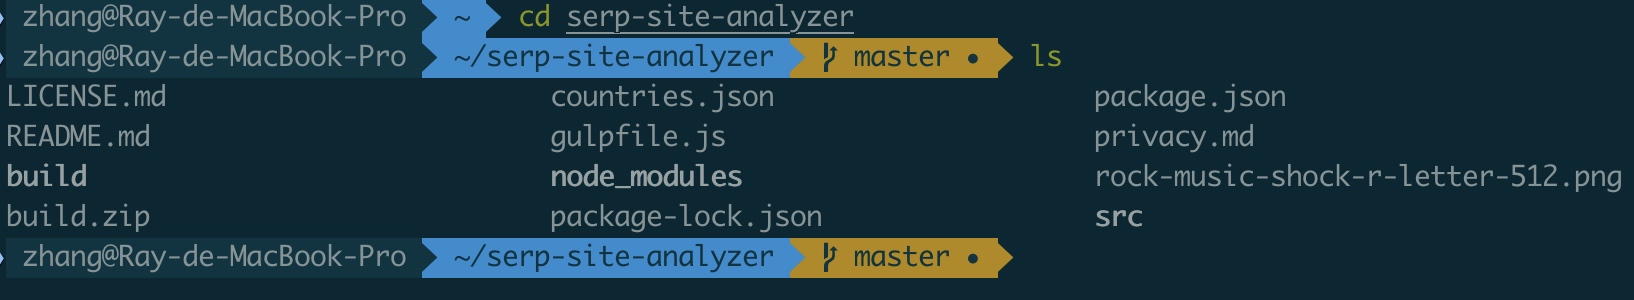 zhang@Ray-de-MacBook-Pro ~ cd serp-site-analyzer
zhang@Ray-de-MacBook-Pro ~/serp-site-analyzer master • ls
LICENSE.md countries.json package.json
README.md gulpfile.js privacy.md
build node_modules rock-music-shock-r-letter-512.png
build.zip package-lock.json src
zhang@Ray-de-MacBook-Pro ~/serp-site-analyzer master •